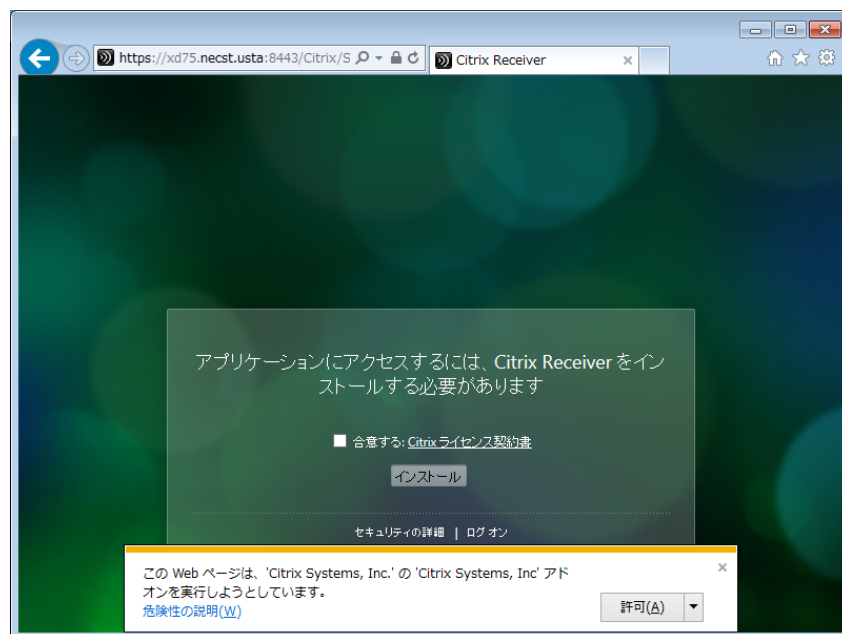 https://xd75.necst.usta:8443/Citrix/S
Citrix Receiver
アプリケーションにアクセスするには、Citrix Receiver をイン
ストールする必要があります
合意する: Citrix ライセンス契約書
インストール
セキュリティの詳細 | ログ オン
この Web ページは、'Citrix Systems, Inc.' の 'Citrix Systems, Inc' アド
オンを実行しようとしています。
危険性の説明(W)
許可(A)